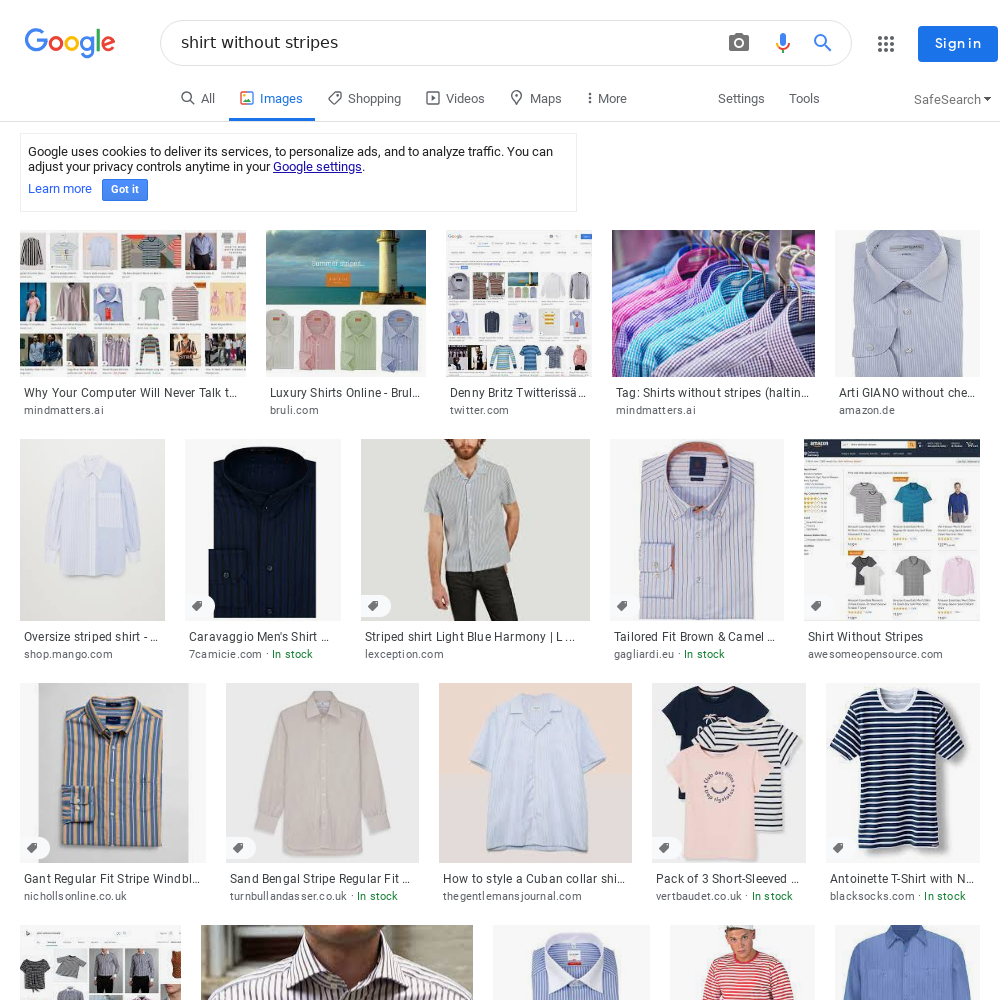 Google
shirt without stripes
Sign in
All
Images
Shopping
Videos
Maps
More
Settings
Tools
SafeSearch
Google uses cookies to deliver its services, to personalize ads, and to analyze traffic. You can
adjust your privacy controls anytime in your Google settings.
Learn more
Got it
Summer striped...
Why Your Computer Will Never Talk t...
mindmatters.ai
Luxury Shirts Online - Brul...
bruli.com
Denny Britz Twitterissä...
twitter.com
Tag: Shirts without stripes (haltin...
mindmatters.ai
Arti GIANO without che...
amazon.de
amazon
Oversize striped shirt - ...
shop.mango.com
Caravaggio Men's Shirt ...
7camicie.com · In stock
Striped shirt Light Blue Harmony | L ...
lexception.com
Tailored Fit Brown & Camel ...
gagliardi.eu · In stock
Shirt Without Stripes
awesomeopensource.com
Club des filles
trop rigolotes
Gant Regular Fit Stripe Windbl...
nichollsonline.co.uk
Sand Bengal Stripe Regular Fit ...
turnbullandasser.co.uk · In stock
How to style a Cuban collar shi...
thegentlemansjournal.com
Pack of 3 Short-Sleeved ...
vertbaudet.co.uk · In stock
Antoinette T-Shirt with N...
blacksocks.com · In stock